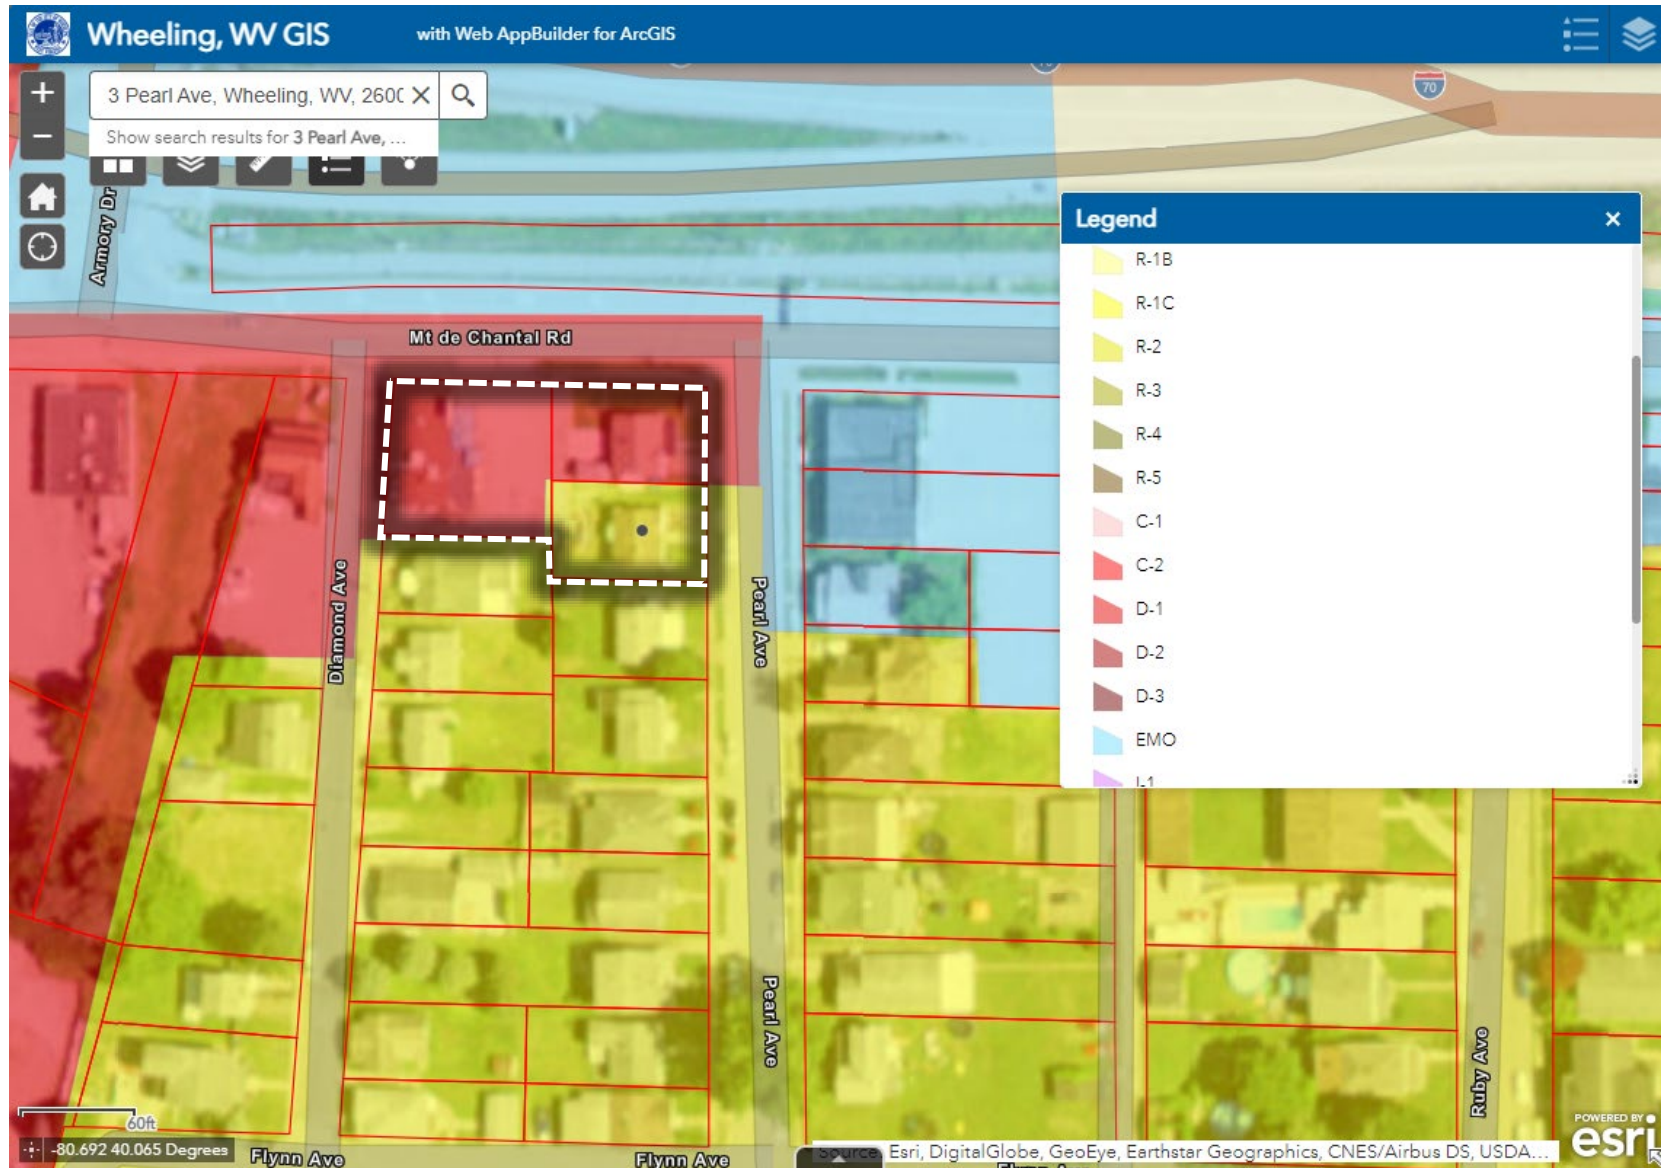 Wheeling, WV GIS
with Web AppBuilder for ArcGIS
3 Pearl Ave, Wheeling, WV, 2600
Show search results for 3 Pearl Ave, ...
70
Armory Dr
Legend
R-1B
R-1C
R-2
R-3
R-4
R-5
C-1
C-2
D-1
D-2
D-3
EMO
I-1
Mt de Chantal Rd
Diamond Ave
Pearl Ave
Pearl Ave
Ruby Ave
60ft
-80.692 40.065 Degrees
Flynn Ave
Flynn Ave
Source: Esri, DigitalGlobe, GeoEye, Earthstar Geographics, CNES/Airbus DS, USDA...
POWERED BY
esri